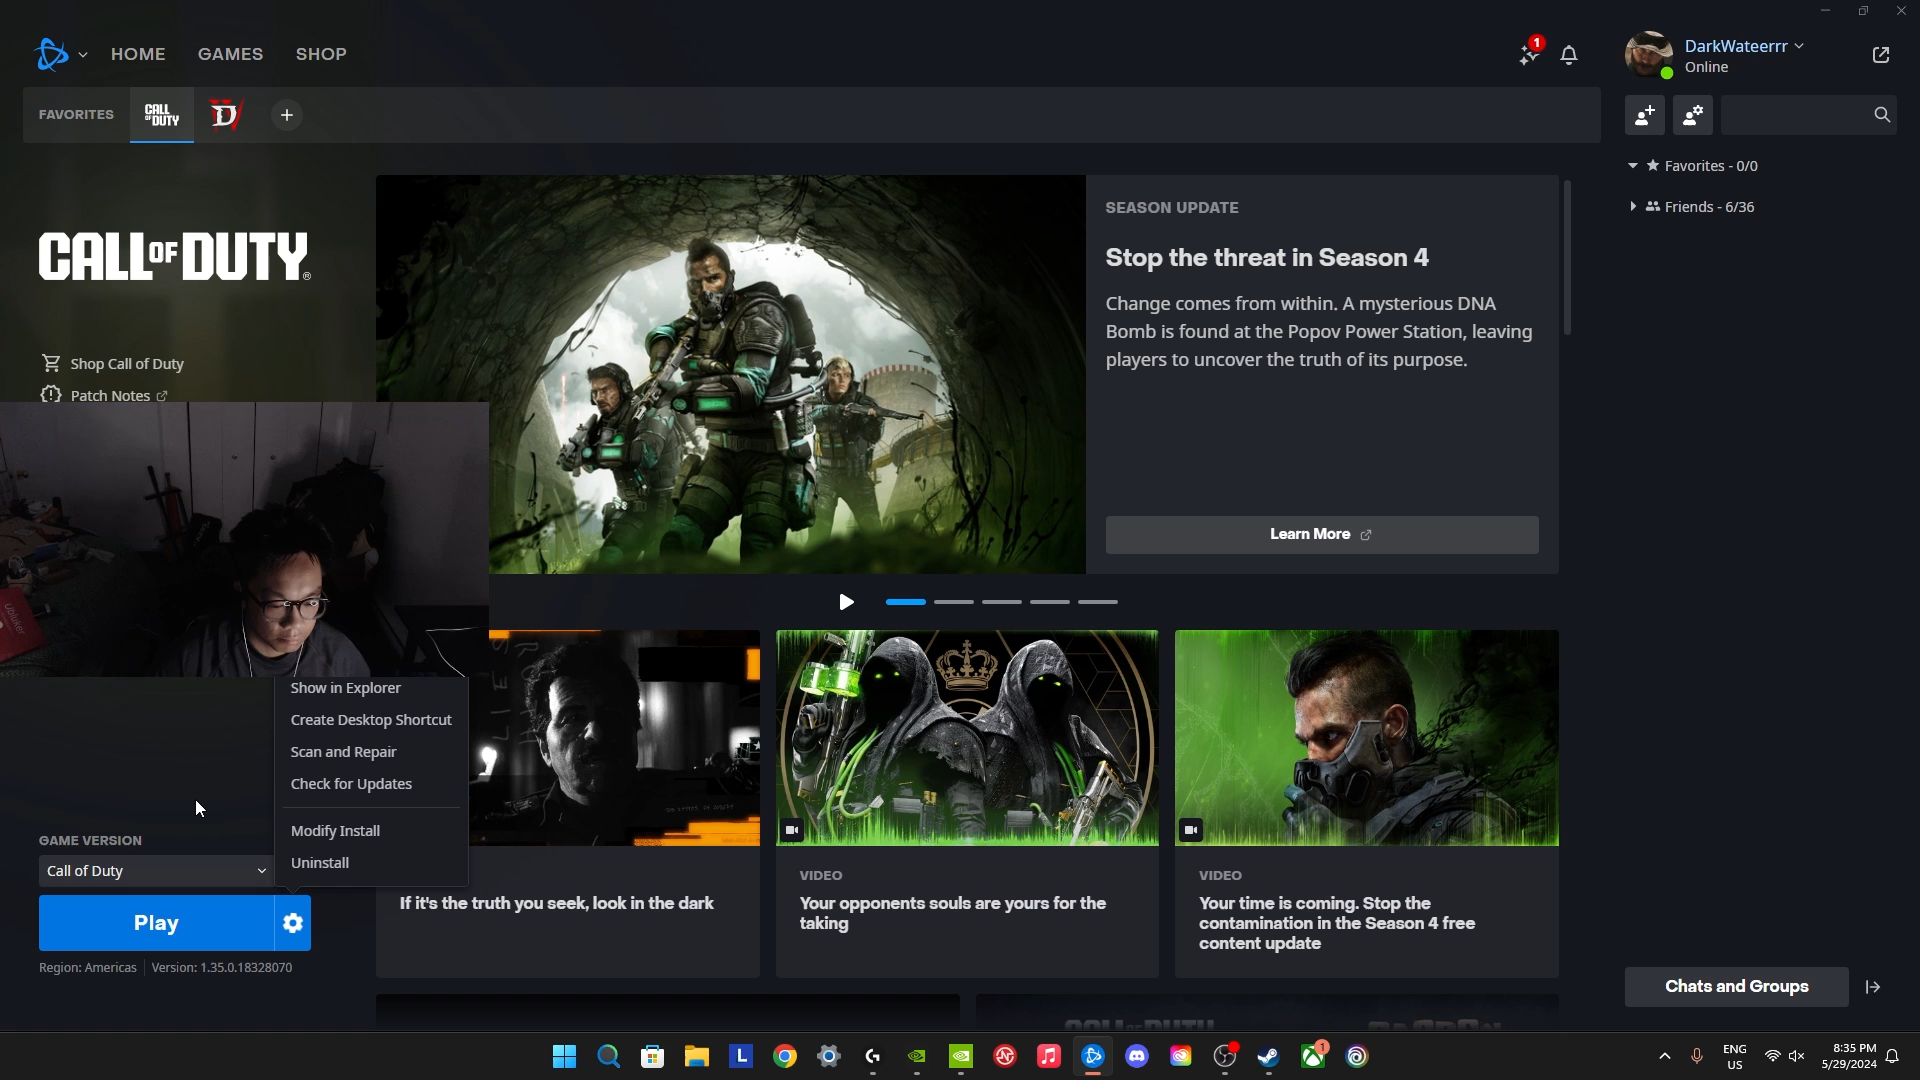 HOME
GAMES
SHOP
1
DarkWateerrr
Online
FAVORITES
CALL OF DUTY
+
Favorites - 0/0
Friends - 6/36
CALL OF DUTY®
Shop Call of Duty
Patch Notes
SEASON UPDATE
Stop the threat in Season 4
Change comes from within. A mysterious DNA
Bomb is found at the Popov Power Station, leaving
players to uncover the truth of its purpose.
Learn More
Show in Explorer
Create Desktop Shortcut
Scan and Repair
Check for Updates
Modify Install
Uninstall
GAME VERSION
Call of Duty
Play
Region: Americas
Version: 1.35.0.18328070
If it's the truth you seek, look in the dark
VIDEO
Your opponents souls are yours for the
taking
VIDEO
Your time is coming. Stop the
contamination in the Season 4 free
content update
Chats and Groups
L
1
ENG
US
8:35 PM
5/29/2024